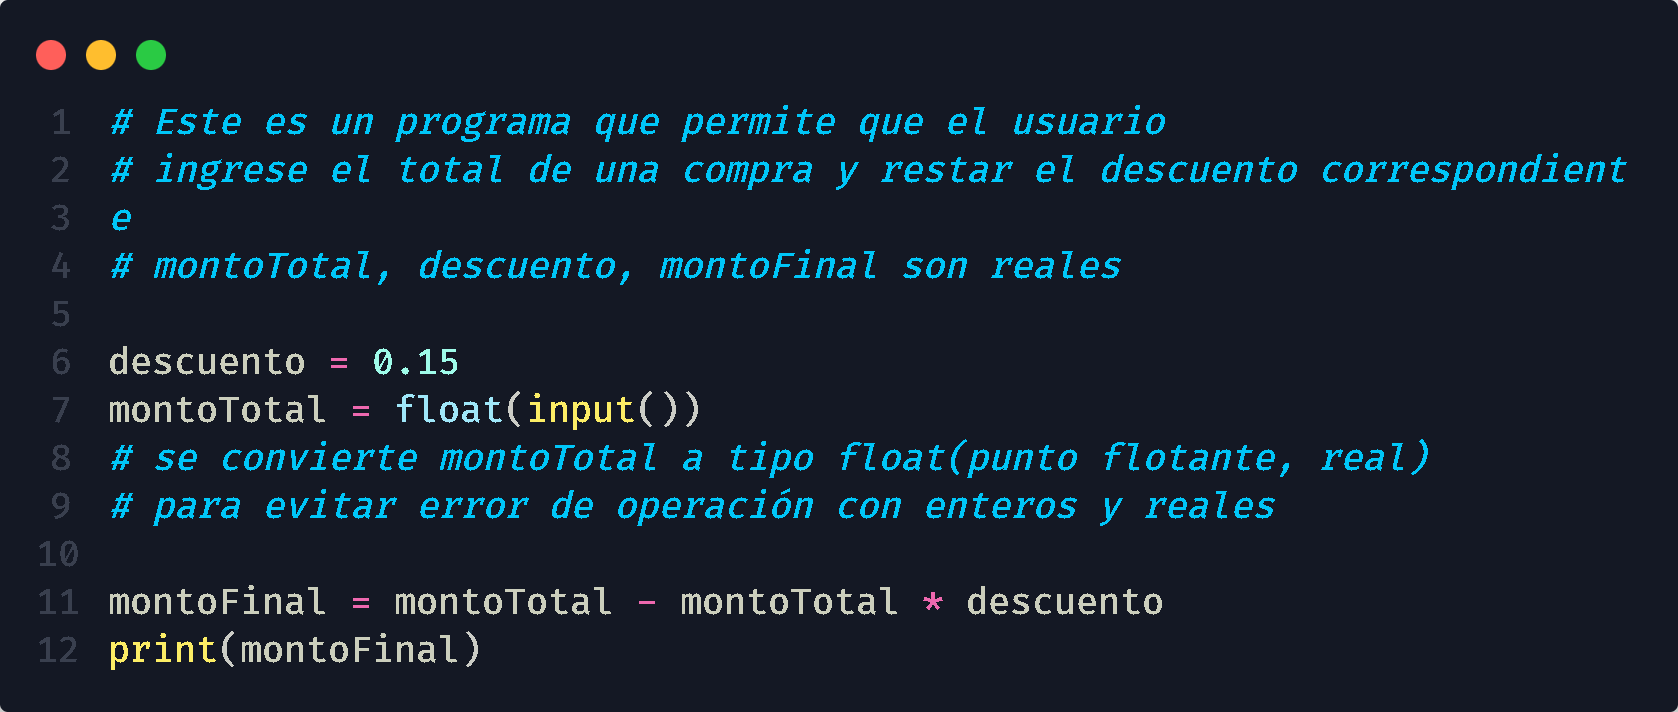 1 # Este es un programa que permite que el usuario
2 # ingrese el total de una compra y restar el descuento correspondient
3 e
4 # montoTotal, descuento, montoFinal son reales
5
6 descuento = 0.15
7 montoTotal = float(input())
8 # se convierte montoTotal a tipo float(punto flotante, real)
9 # para evitar error de operación con enteros y reales
10
11 montoFinal = montoTotal - montoTotal * descuento
12 print(montoFinal)